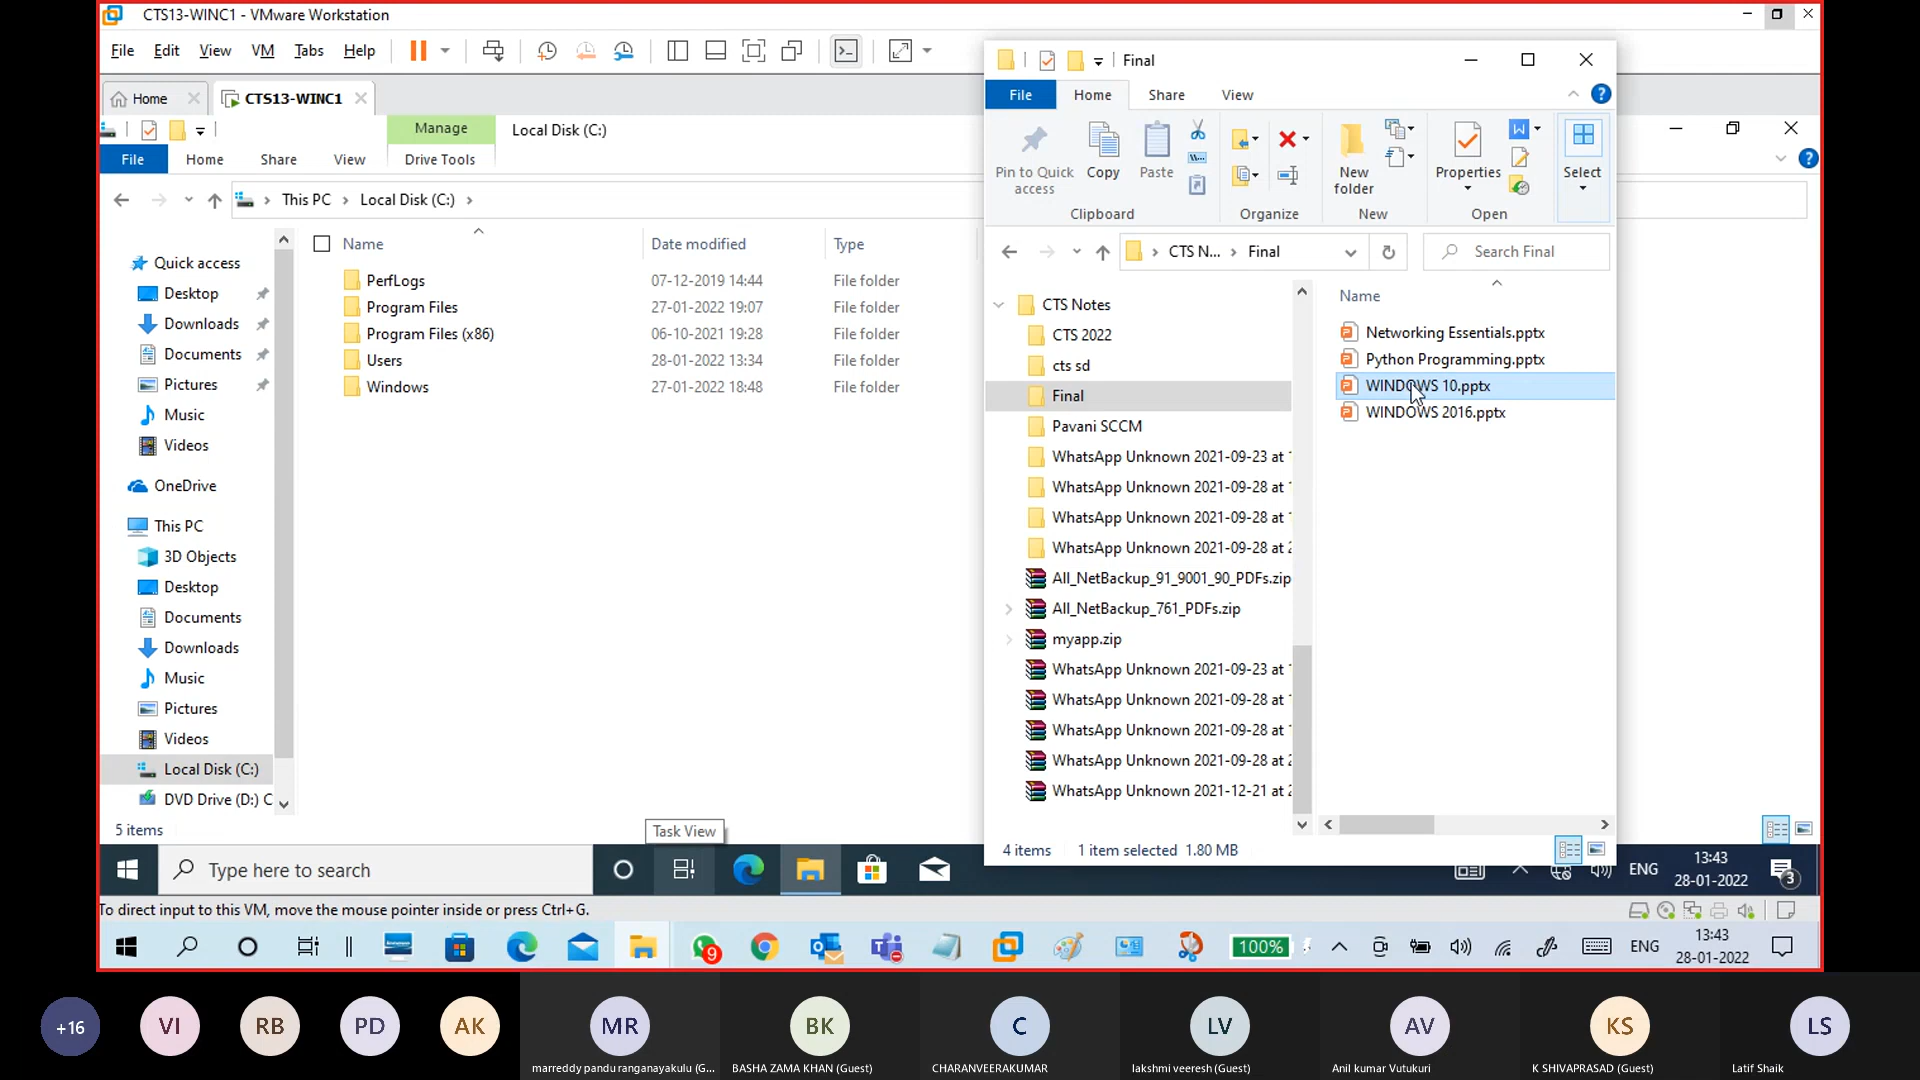 CTS13-WINC1 - VMware Workstation
File Edit View VM Tabs Help
Home CTS13-WINC1
Manage Local Disk (C:)
File Home Share View Drive Tools
This PC Local Disk (C:)
Quick access
Desktop
Downloads
Documents
Pictures
Music
Videos
OneDrive
This PC
3D Objects
Desktop
Documents
Downloads
Music
Pictures
Videos
Local Disk (C:)
DVD Drive (D:) C
Name Date modified Type
PerfLogs 07-12-2019 14:44 File folder
Program Files 27-01-2022 19:07 File folder
Program Files (x86) 06-10-2021 19:28 File folder
Users 28-01-2022 13:34 File folder
Windows 27-01-2022 18:48 File folder
5 items
Task View
Final
File Home Share View
Pin to Quick access
Copy
Paste
New folder
Properties
Select
Clipboard Organize New Open
CTS N... Final
Search Final
CTS Notes
CTS 2022
cts sd
Final
Pavani SCCM
WhatsApp Unknown 2021-09-23 at
WhatsApp Unknown 2021-09-28 at
WhatsApp Unknown 2021-09-28 at
WhatsApp Unknown 2021-09-28 at 2
All_NetBackup_91_9001_90_PDFs.zip
All_NetBackup_761_PDFs.zip
myapp.zip
WhatsApp Unknown 2021-09-23 at
WhatsApp Unknown 2021-09-28 at
WhatsApp Unknown 2021-09-28 at
WhatsApp Unknown 2021-09-28 at 2
WhatsApp Unknown 2021-12-21 at 2
Name
Networking Essentials.pptx
Python Programming.pptx
WINDOWS 10.pptx
WINDOWS 2016.pptx
4 items 1 item selected 1.80 MB
Type here to search
ENG
13:43
28-01-2022
3
To direct input to this VM, move the mouse pointer inside or press Ctrl+G.
9
100%
ENG
13:43
28-01-2022
+16 VI RB PD AK MR BK C LV AV KS LS
marreddy pandu ranganayakulu (G... BASHA ZAMA KHAN (Guest) CHARANVEERAKUMAR lakshmi veeresh (Guest) Anil kumar Vutukuri K SHIVAPRASAD (Guest) Latif Shaik